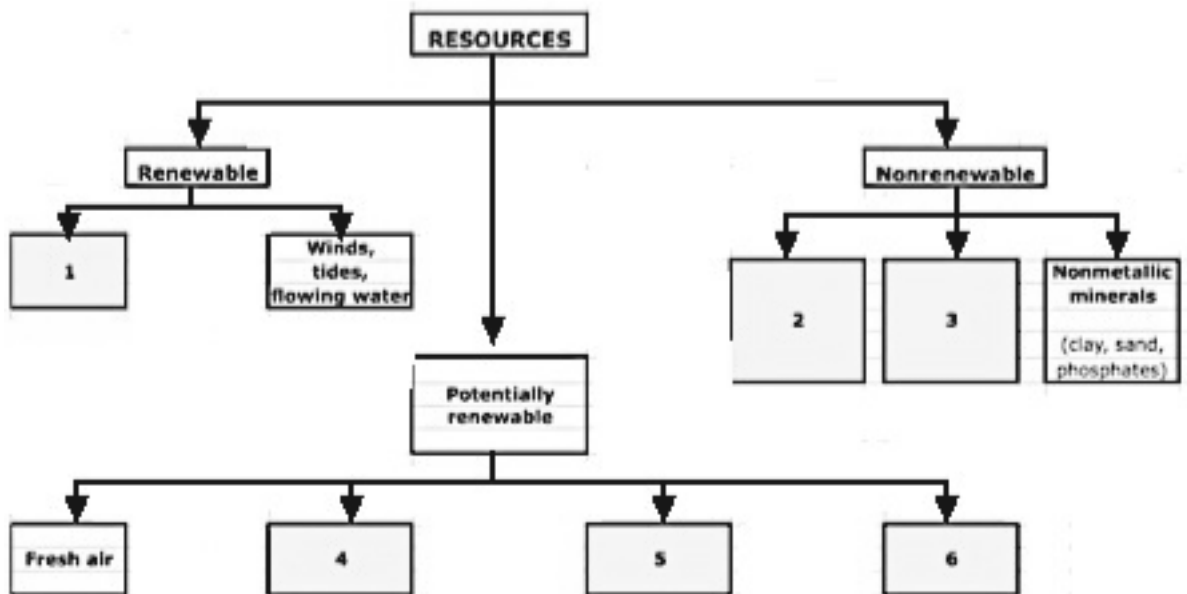 RESOURCES
Renewable
Nonrenewable
1
Winds,
tides,
flowing water
2
3
Nonmetallic
minerals
(clay, sand,
phosphates)
Potentially
renewable
Fresh air
4
5
6